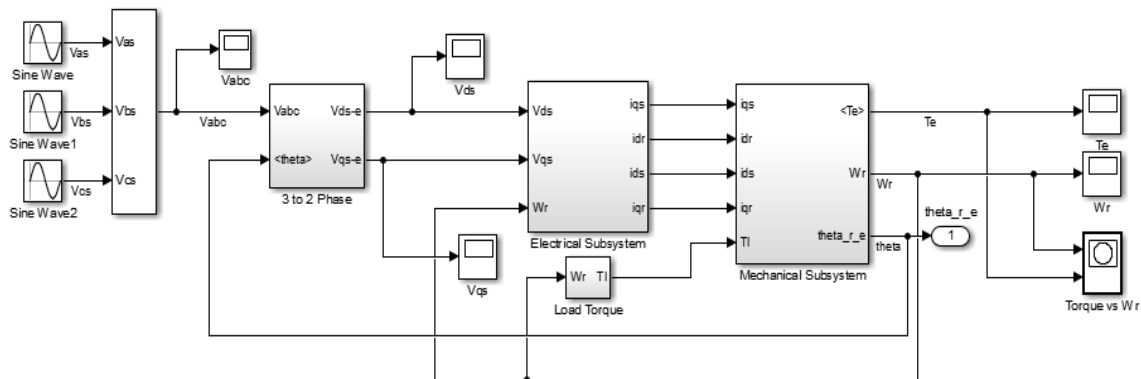 Vas
Vas
Sine Wave
Vbs
Vbs
Sine Wave1
Vcs
Vcs
Sine Wave2
Vabc
Vabc
Vabc
Vds-e
<theta>
Vqs-e
3 to 2 Phase
Vds
Vqs
Vds
iqs
Vqs
idr
ids
Wr
iqr
Electrical Subsystem
Wr
Tl
Load Torque
iqs
<Te>
idr
ids
Wr
iqr
Tl
theta_r_e
Mechanical Subsystem
Te
Te
Wr
Wr
theta
theta_r_e
1
Torque vs Wr